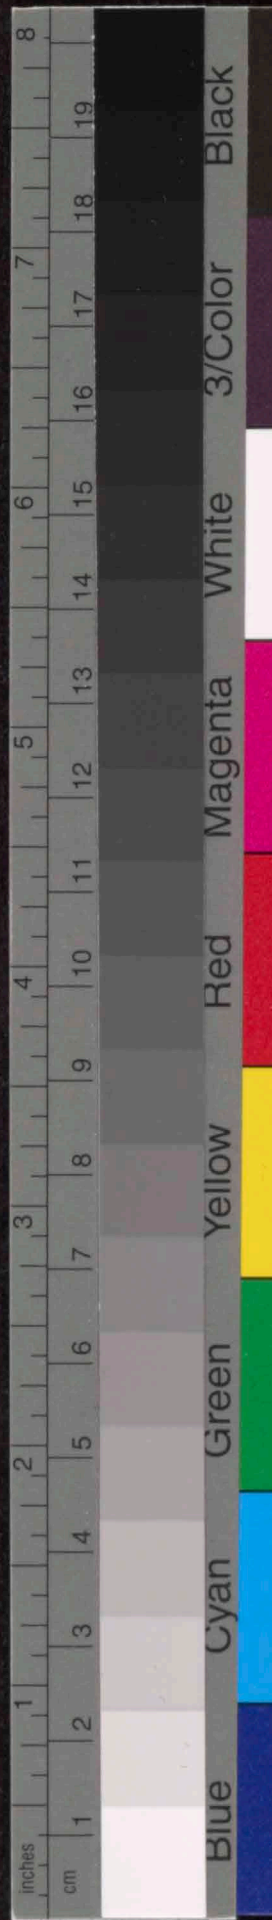 inches 1 2 3 4 5 6 7 8
cm 1 2 3 4 5 6 7 8 9 10 11 12 13 14 15 16 17 18 19
Blue Cyan Green Yellow Red Magenta White 3/Color Black